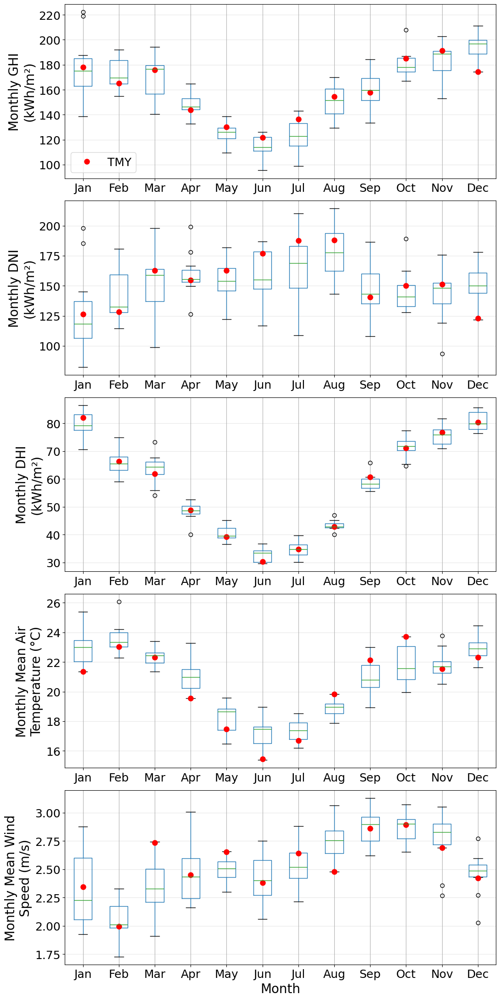 Monthly GHI
(kWh/m²)
220
200
180
160
140
120
100
TMY
Jan Feb Mar Apr May Jun Jul Aug Sep Oct Nov Dec
Monthly DNI
(kWh/m²)
200
175
150
125
100
Jan Feb Mar Apr May Jun Jul Aug Sep Oct Nov Dec
Monthly DHI
(kWh/m²)
80
70
60
50
40
30
Jan Feb Mar Apr May Jun Jul Aug Sep Oct Nov Dec
Monthly Mean Air
Temperature (°C)
26
24
22
20
18
16
Jan Feb Mar Apr May Jun Jul Aug Sep Oct Nov Dec
Monthly Mean Wind
Speed (m/s)
3.00
2.75
2.50
2.25
2.00
1.75
Jan Feb Mar Apr May Jun Jul Aug Sep Oct Nov Dec
Month